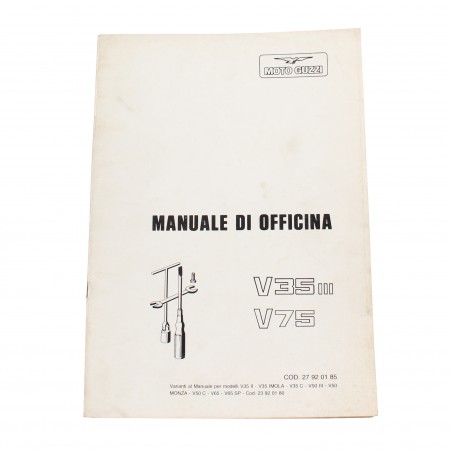 MOTO GUZZI
MANUALE DI OFFICINA
V35 III
V75
COD. 27 92 01 85
Varianti al Manuale per modelli V35 II - V35 IMOLA - V35 C - V50 III - V50
MONZA - V50 C - V65 - V65 SP - Cod. 23 92 01 60